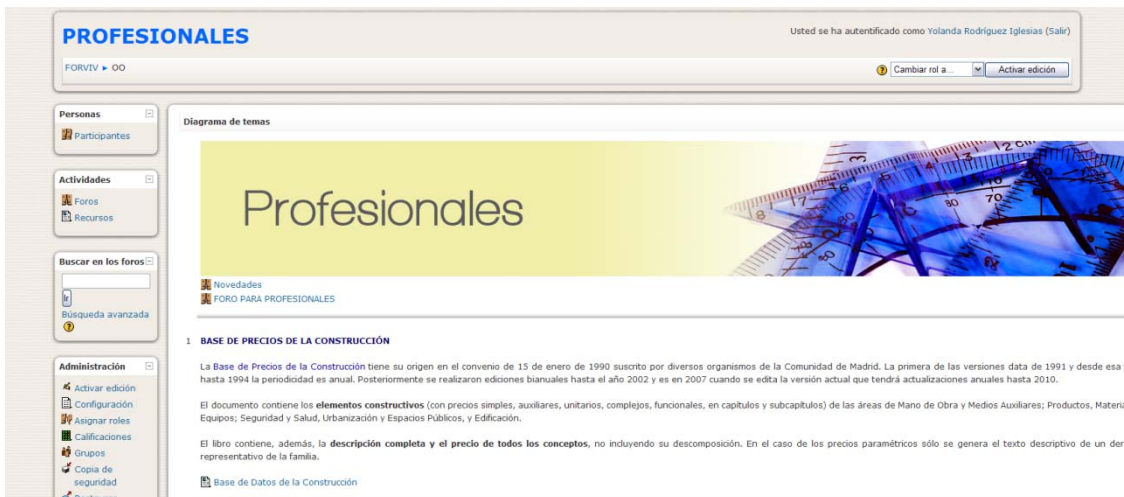 PROFESIONALES
Usted se ha autentificado como Yolanda Rodríguez Iglesias (Salir)
FORVIV ► OO
Cambiar rol a...
Activar edición
Personas
Participantes
Actividades
Foros
Recursos
Buscar en los foros
Ir
Búsqueda avanzada
Administración
Activar edición
Configuración
Asignar roles
Calificaciones
Grupos
Copia de
seguridad
Diagrama de temas
Profesionales
Novedades
FORO PARA PROFESIONALES
1 BASE DE PRECIOS DE LA CONSTRUCCIÓN
La Base de Precios de la Construcción tiene su origen en el convenio de 15 de enero de 1990 suscrito por diversos organismos de la Comunidad de Madrid. La primera de las versiones data de 1991 y desde esa
hasta 1994 la periodicidad es anual. Posteriormente se realizaron ediciones bianuales hasta el año 2002 y es en 2007 cuando se edita la versión actual que tendrá actualizaciones anuales hasta 2010.
El documento contiene los elementos constructivos (con precios simples, auxiliares, unitarios, complejos, funcionales, en capítulos y subcapítulos) de las áreas de Mano de Obra y Medios Auxiliares; Productos, Materia
Equipos; Seguridad y Salud, Urbanización y Espacios Públicos, y Edificación.
El libro contiene, además, la descripción completa y el precio de todos los conceptos, no incluyendo su descomposición. En el caso de los precios paramétricos sólo se genera el texto descriptivo de un der
representativo de la familia.
Base de Datos de la Construcción